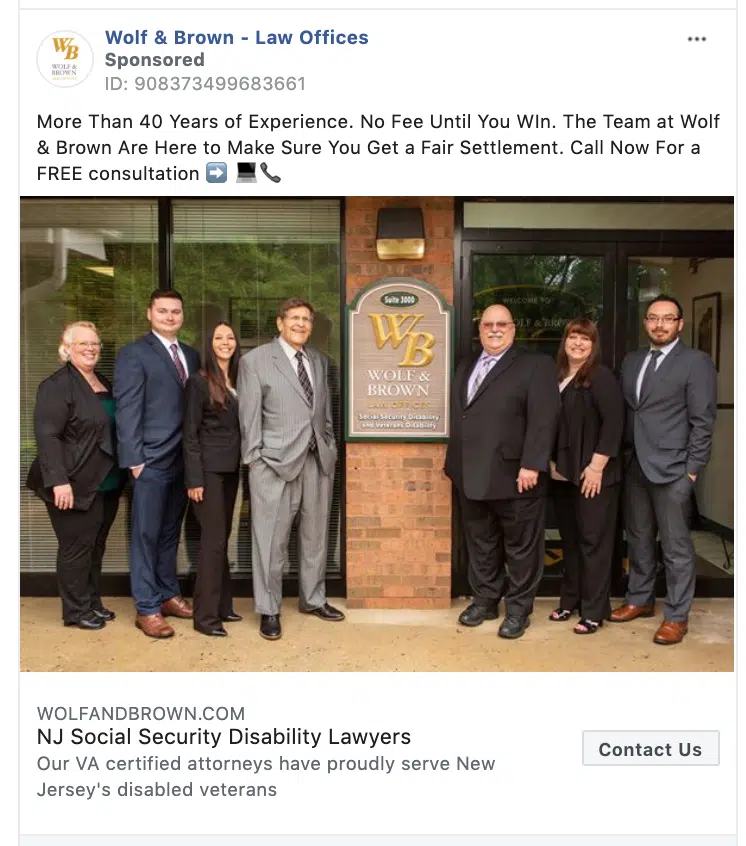 WB
WOLF &
BROWN
Wolf & Brown - Law Offices
Sponsored
ID: 908373499683661
More Than 40 Years of Experience. No Fee Until You WIn. The Team at Wolf
& Brown Are Here to Make Sure You Get a Fair Settlement. Call Now For a
FREE consultation ➡️ 💻📞
Suite 3000
WB
WOLF &
BROWN
LAW OFFICES
Social Security Disability
and Veterans Disability
WELCOME TO
WOLFANDBROWN.COM
NJ Social Security Disability Lawyers
Our VA certified attorneys have proudly serve New
Jersey's disabled veterans
Contact Us